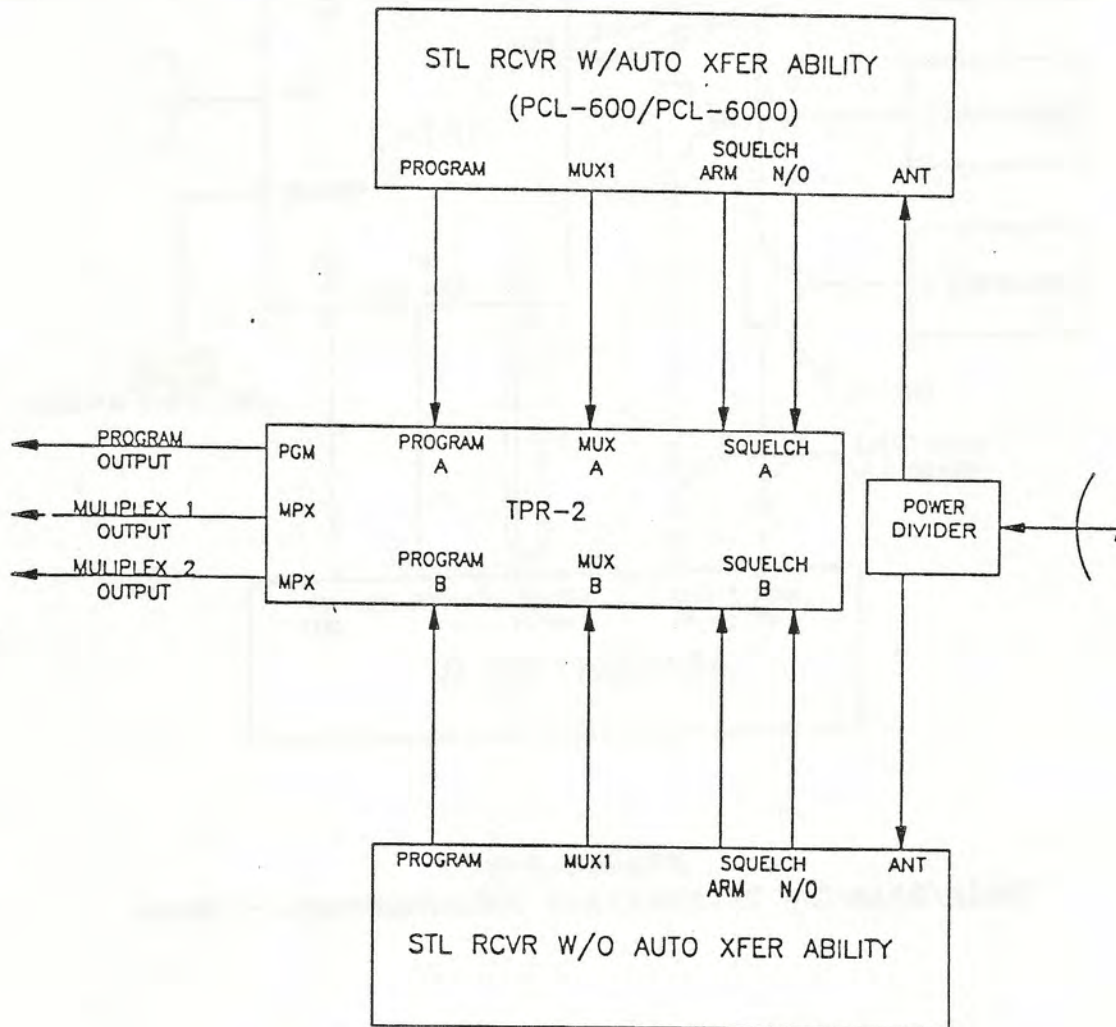 STL RCVR W/AUTO XFER ABILITY
(PCL-600/PCL-6000)
SQUELCH
PROGRAM MUX1 ARM N/O ANT
PROGRAM
OUTPUT
MULIPLEX 1
OUTPUT
MULIPLEX 2
OUTPUT
PGM
MPX
MPX
PROGRAM
A
MUX
A
SQUELCH
A
TPR-2
PROGRAM
B
MUX
B
SQUELCH
B
POWER
DIVIDER
PROGRAM MUX1 SQUELCH ANT
ARM N/O
STL RCVR W/O AUTO XFER ABILITY